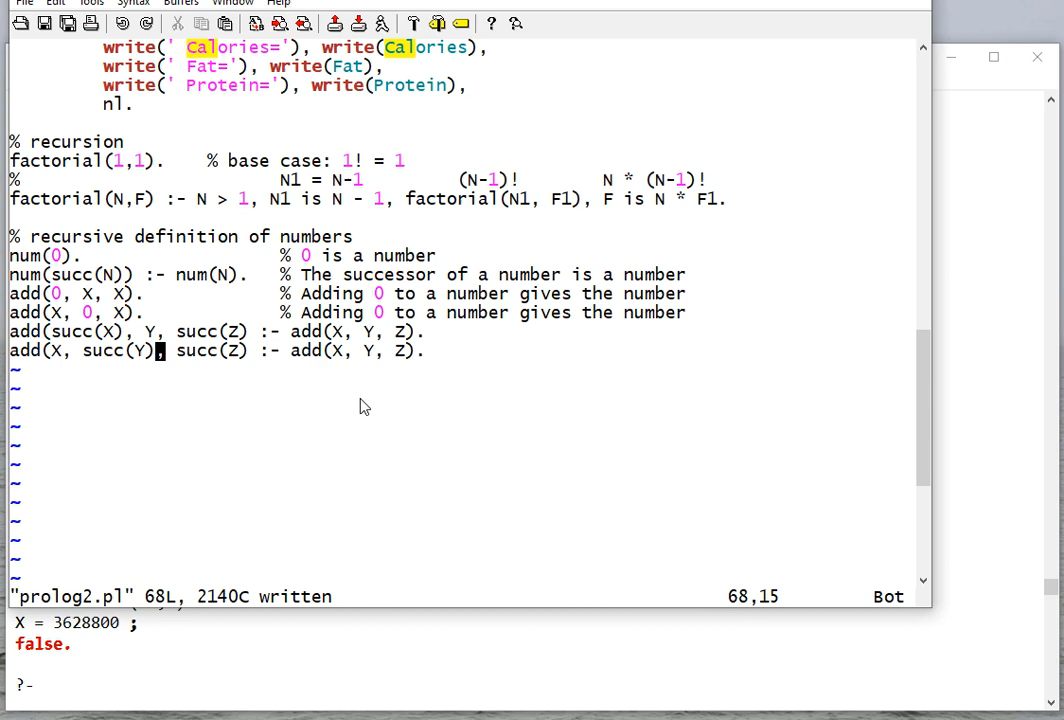 File Edit Tools Syntax Buffers Window Help
write(' Calories='), write(Calories),
write(' Fat='), write(Fat),
write(' Protein='), write(Protein),
nl.
% recursion
factorial(1,1). % base case: 1! = 1
% N1 = N-1 (N-1)! N * (N-1)!
factorial(N,F) :- N > 1, N1 is N - 1, factorial(N1, F1), F is N * F1.
% recursive definition of numbers
num(0). % 0 is a number
num(succ(N)) :- num(N). % The successor of a number is a number
add(0, X, X). % Adding 0 to a number gives the number
add(X, 0, X). % Adding 0 to a number gives the number
add(succ(X), Y, succ(Z) :- add(X, Y, Z).
add(X, succ(Y), succ(Z) :- add(X, Y, Z).
~
~
~
~
~
~
~
~
~
~
~
~
"prolog2.pl" 68L, 2140C written 68,15 Bot
X = 3628800 ;
false.
?-